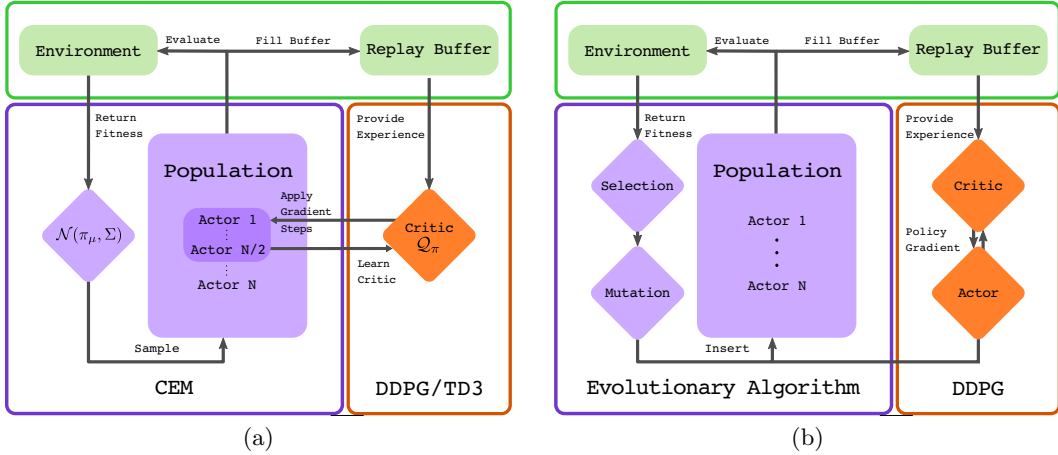 Environment
Evaluate
Fill Buffer
Replay Buffer
Return
Fitness
Provide
Experience
Population
𝒩(π_μ, Σ)
Actor 1
Actor N/2
Actor N
Apply
Gradient
Steps
Critic
𝒬_π
Learn
Critic
Sample
CEM
DDPG/TD3
(a)
Environment
Evaluate
Fill Buffer
Replay Buffer
Return
Fitness
Provide
Experience
Population
Selection
Critic
Actor 1
Policy
Gradient
Mutation
Actor N
Actor
Insert
Evolutionary Algorithm
DDPG
(b)